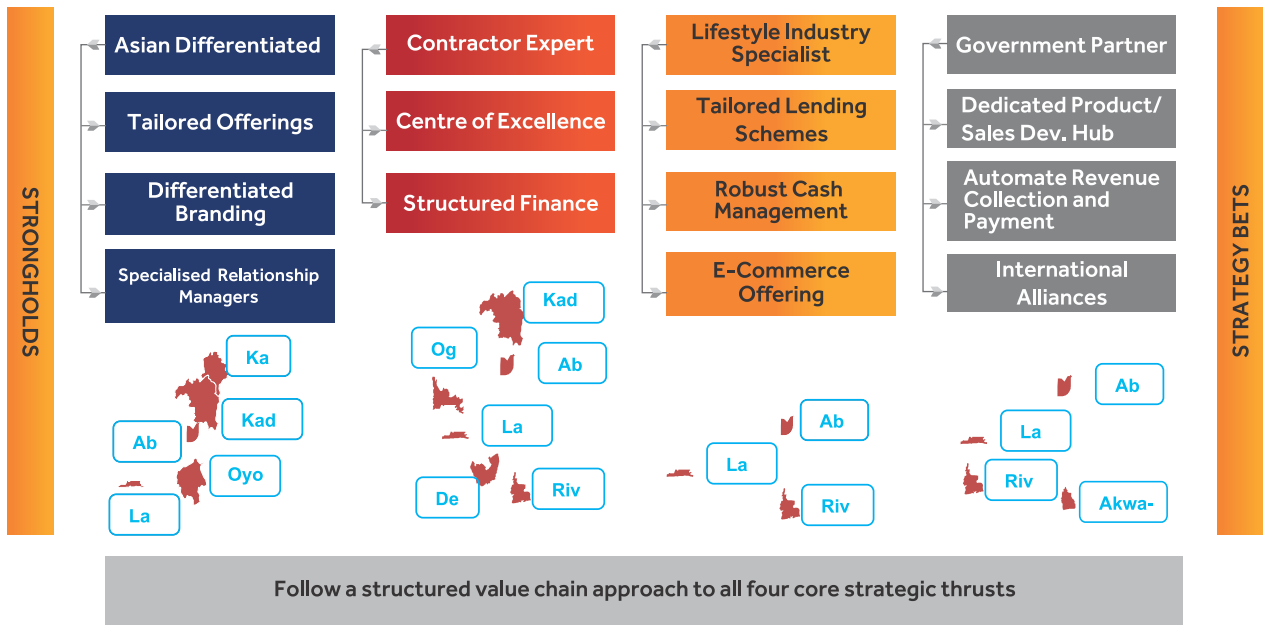 STRONGHOLDS
Asian Differentiated
Tailored Offerings
Differentiated
Branding
Specialised Relationship
Managers
Ka
Kad
Ab
Oyo
La
Contractor Expert
Centre of Excellence
Structured Finance
Kad
Og
Ab
La
De
Riv
Lifestyle Industry
Specialist
Tailored Lending
Schemes
Robust Cash
Management
E-Commerce
Offering
Ab
La
Riv
Government Partner
Dedicated Product/
Sales Dev. Hub
Automate Revenue
Collection and
Payment
International
Alliances
Ab
La
Riv
Akwa-
STRATEGY BETS
Follow a structured value chain approach to all four core strategic thrusts